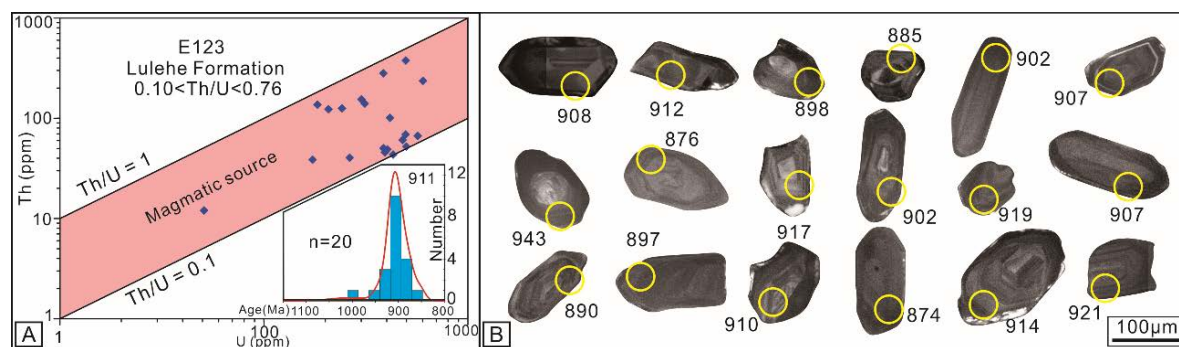 1000
E123
Lulehe Formation
0.10<Th/U<0.76
100
Th (ppm)
Th/U = 1
Magmatic source
10
Th/U = 0.1
1
1
100
1000
U (ppm)
12
911
8
Number
n=20
4
0
Age(Ma)
1100
1000
900
800
A
908
912
898
885
902
907
943
876
917
902
919
907
890
897
910
874
914
921
B
100μm